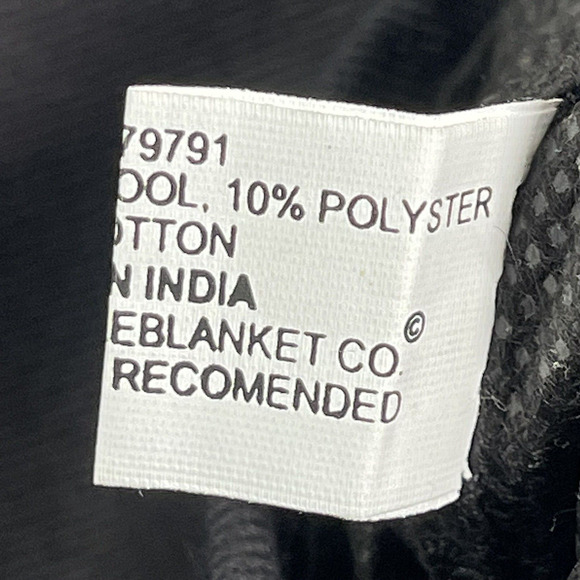 79791
OOL, 10% POLYSTER
OTTON
N INDIA
EBLANKET CO.©
RECOMENDED